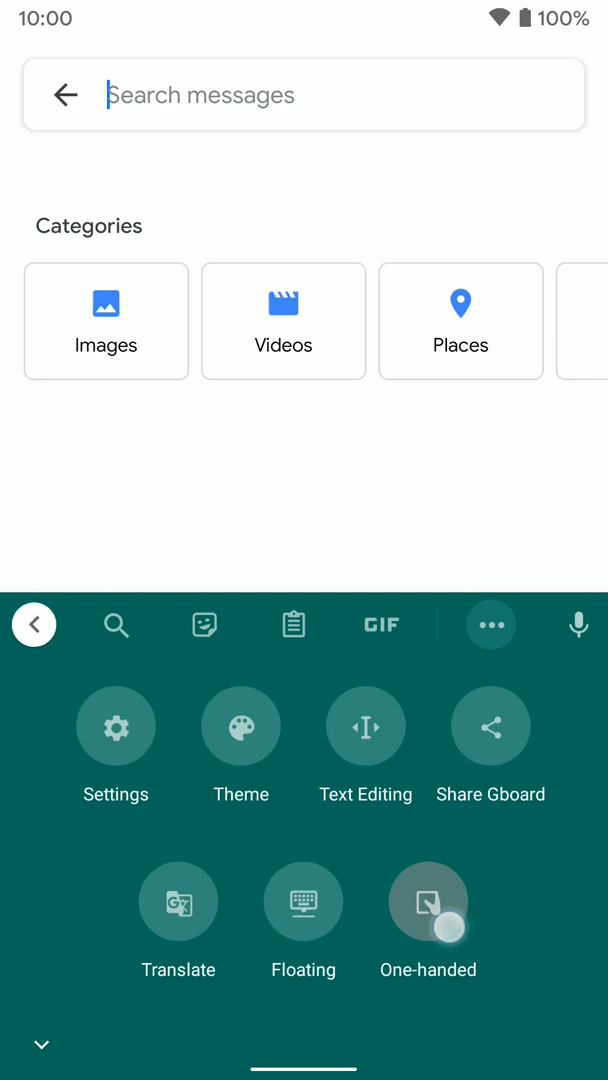 10:00
100%
Search messages
Categories
Images
Videos
Places
GIF
Settings
Theme
Text Editing
Share Gboard
G
Translate
Floating
One-handed